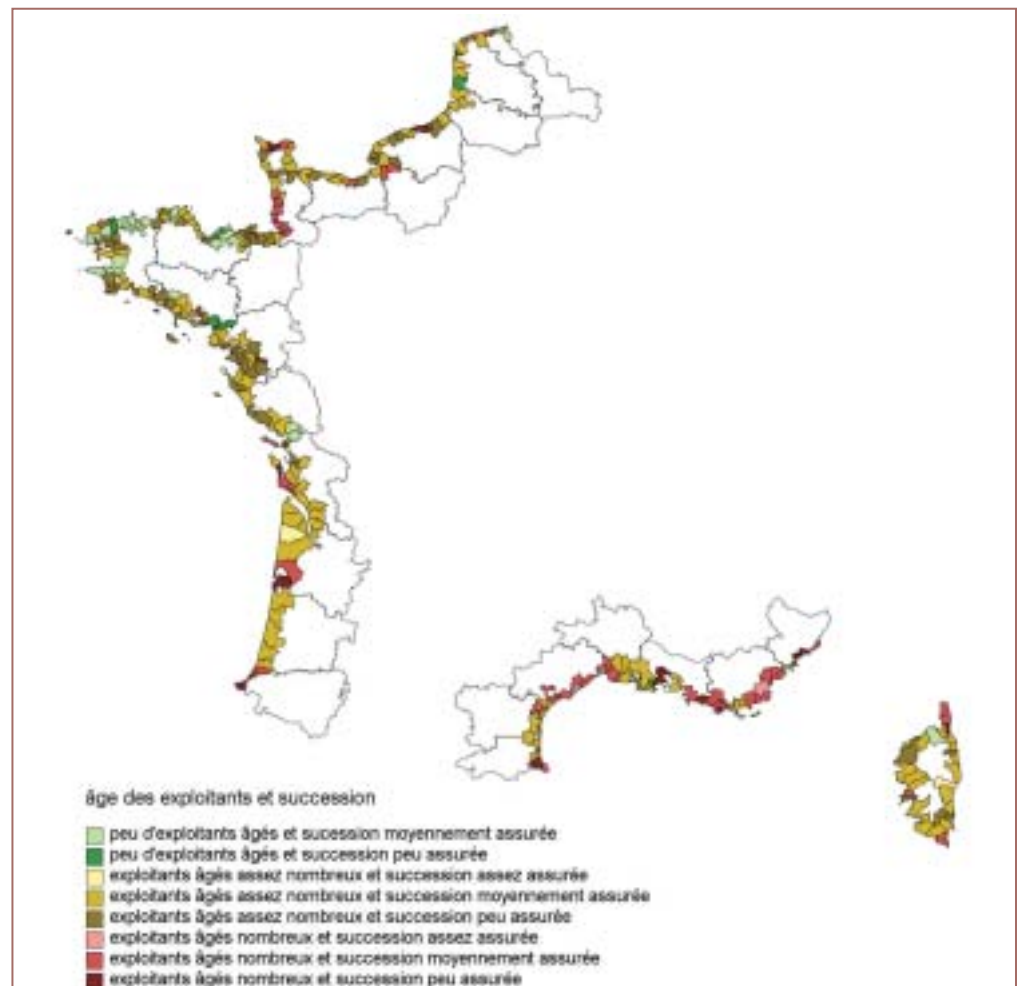 âge des exploitants et succession
peu d'exploitants âgés et sucession moyennement assurée
peu d'exploitants âgés et succession peu assurée
exploitants âgés assez nombreux et succession assez assurée
exploitants âgés assez nombreux et succession moyennement assurée
exploitants âgés assez nombreux et succession peu assurée
exploitants âgés nombreux et succession assez assurée
exploitants âgés nombreux et succession moyennement assurée
exploitants âgés nombreux et succession peu assurée